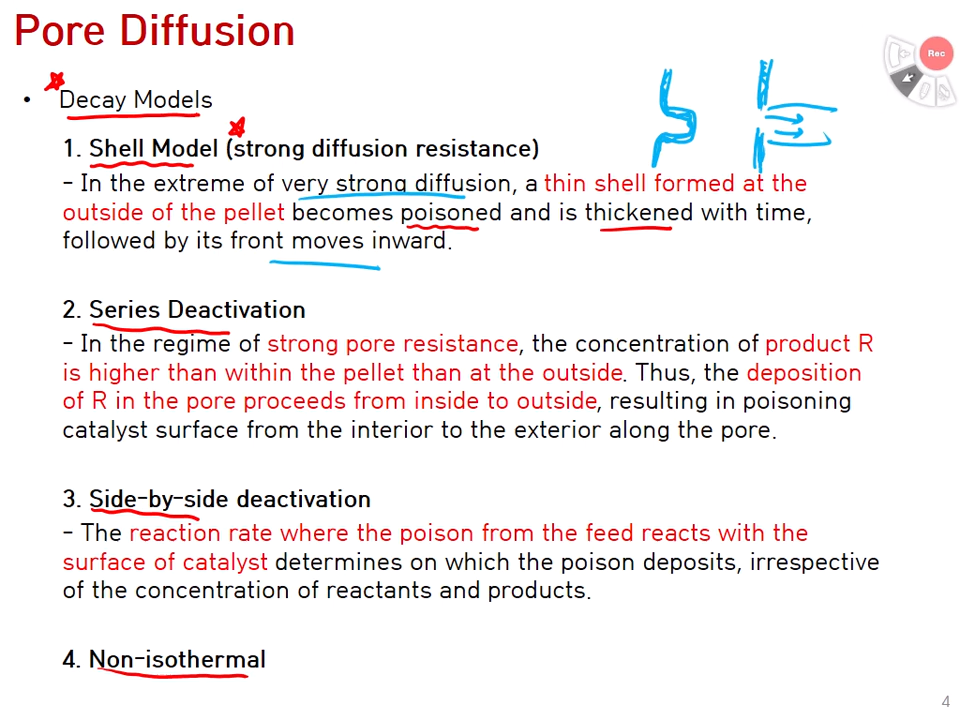 Pore Diffusion
Rec
• Decay Models
1. Shell Model (strong diffusion resistance)
- In the extreme of very strong diffusion, a thin shell formed at the
outside of the pellet becomes poisoned and is thickened with time,
followed by its front moves inward.
2. Series Deactivation
- In the regime of strong pore resistance, the concentration of product R
is higher than within the pellet than at the outside. Thus, the deposition
of R in the pore proceeds from inside to outside, resulting in poisoning
catalyst surface from the interior to the exterior along the pore.
3. Side-by-side deactivation
- The reaction rate where the poison from the feed reacts with the
surface of catalyst determines on which the poison deposits, irrespective
of the concentration of reactants and products.
4. Non-isothermal
4